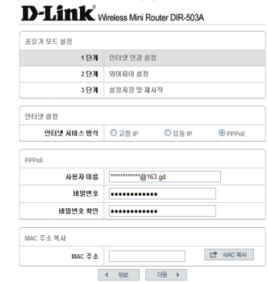 D-Link Wireless Mini Router DIR-503A
공유기 모드 설정
1 단계 인터넷 연결 설정
2 단계 와이파이 설정
3 단계 설정저장 및 재시작
인터넷 설정
인터넷 서비스 방식 고정 IP 유동 IP PPPoE
PPPoE
사용자 이름 ************@163.gd
비밀번호 ●●●●●●●●●●●●
비밀번호 확인 ●●●●●●●●●●●●
MAC 주소 복사
MAC 주소 MAC 복사
< 뒤로 다음 >